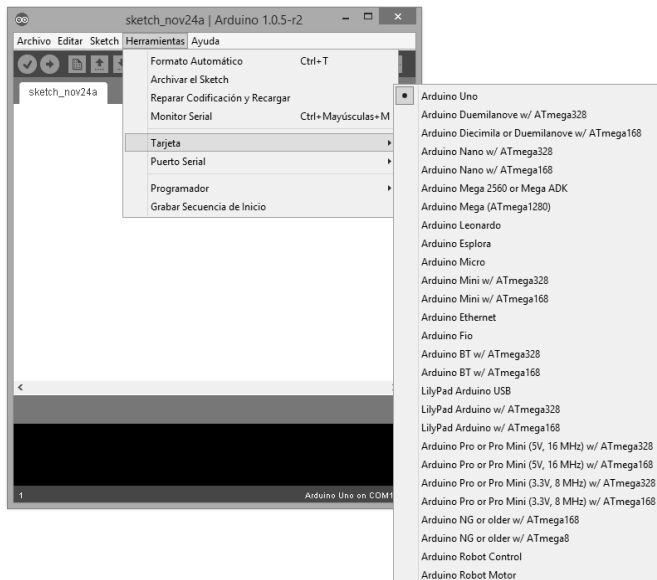 sketch_nov24a | Arduino 1.0.5-r2
Archivo Editar Sketch Herramientas Ayuda
sketch_nov24a
Formato Automático Ctrl+T
Archivar el Sketch
Reparar Codificación y Recargar
Monitor Serial Ctrl+Mayúsculas+M
Tarjeta
Puerto Serial
Programador
Grabar Secuencia de Inicio
Arduino Uno
Arduino Duemilanove w/ ATmega328
Arduino Diecimila or Duemilanove w/ ATmega168
Arduino Nano w/ ATmega328
Arduino Nano w/ ATmega168
Arduino Mega 2560 or Mega ADK
Arduino Mega (ATmega1280)
Arduino Leonardo
Arduino Esplora
Arduino Micro
Arduino Mini w/ ATmega328
Arduino Mini w/ ATmega168
Arduino Ethernet
Arduino Fio
Arduino BT w/ ATmega328
Arduino BT w/ ATmega168
LilyPad Arduino USB
LilyPad Arduino w/ ATmega328
LilyPad Arduino w/ ATmega168
Arduino Pro or Pro Mini (5V, 16 MHz) w/ ATmega328
Arduino Pro or Pro Mini (5V, 16 MHz) w/ ATmega168
Arduino Pro or Pro Mini (3.3V, 8 MHz) w/ ATmega328
Arduino Pro or Pro Mini (3.3V, 8 MHz) w/ ATmega168
Arduino NG or older w/ ATmega168
Arduino NG or older w/ ATmega8
Arduino Robot Control
Arduino Robot Motor
1 Arduino Uno on COM1